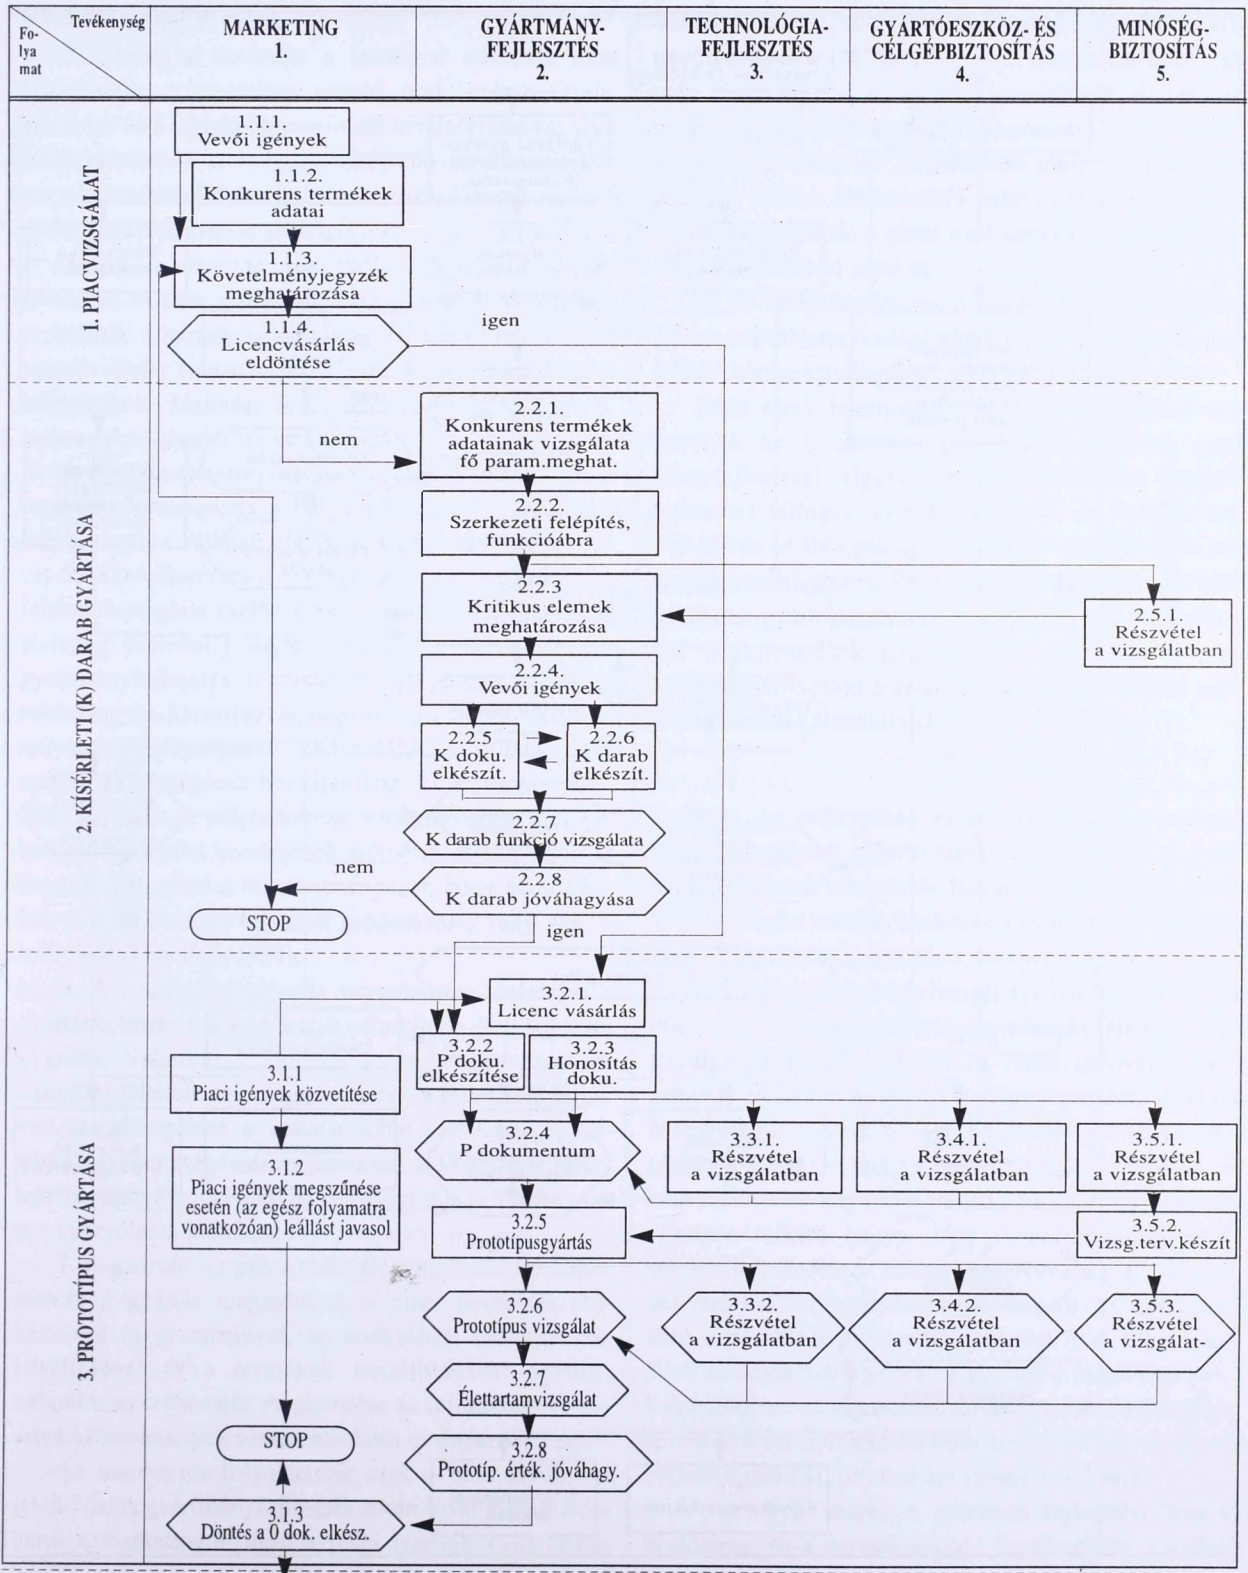 Tevékenység
Fo-
lya
mat
MARKETING
1.
GYÁRTMÁNY-
FEJLESZTÉS
2.
TECHNOLÓGIA-
FEJLESZTÉS
3.
GYÁRTÓESZKÖZ- ÉS
CÉLGÉPBIZTOSÍTÁS
4.
MINŐSÉG-
BIZTOSÍTÁS
5.
1. PIACVIZSGALAT
1.1.1.
Vevői igények
1.1.2.
Konkurens termékek
adatai
1.1.3.
Követelményjegyzék
meghatározása
1.1.4.
Licencvásárlás
eldöntése
igen
nem
2. KÍSÉRLETI (K) DARAB GYÁRTÁSA
2.2.1.
Konkurens termékek
adatainak vizsgálata
fő param.meghat.
2.2.2.
Szerkezeti felépítés,
funkcióábra
2.2.3
Kritikus elemek
meghatározása
2.5.1.
Részvétel
a vizsgálatban
2.2.4.
Vevői igények
2.2.5
K doku.
elkészít.
2.2.6
K darab
elkészít.
2.2.7
K darab funkció vizsgálata
2.2.8
K darab jóváhagyása
nem
STOP
igen
3. PROTOTÍPUS GYÁRTÁSA
3.2.1.
Licenc vásárlás
3.2.2
P doku.
elkészítése
3.2.3
Honosítás
doku.
3.1.1
Piaci igények közvetítése
3.2.4
P dokumentum
3.3.1.
Részvétel
a vizsgálatban
3.4.1.
Részvétel
a vizsgálatban
3.5.1.
Részvétel
a vizsgálatban
3.1.2
Piaci igények megszűnése
esetén (az egész folyamatra
vonatkozóan) leállást javasol
3.2.5
Prototípusgyártás
3.5.2.
Vizsg.terv.készít
3.2.6
Prototípus vizsgálat
3.3.2.
Részvétel
a vizsgálatban
3.4.2.
Részvétel
a vizsgálatban
3.5.3.
Részvétel
a vizsgálat-
3.2.7
Élettartamvizsgálat
STOP
3.2.8
Prototíp. érték. jóváhagy.
3.1.3
Döntés a 0 dok. elkész.